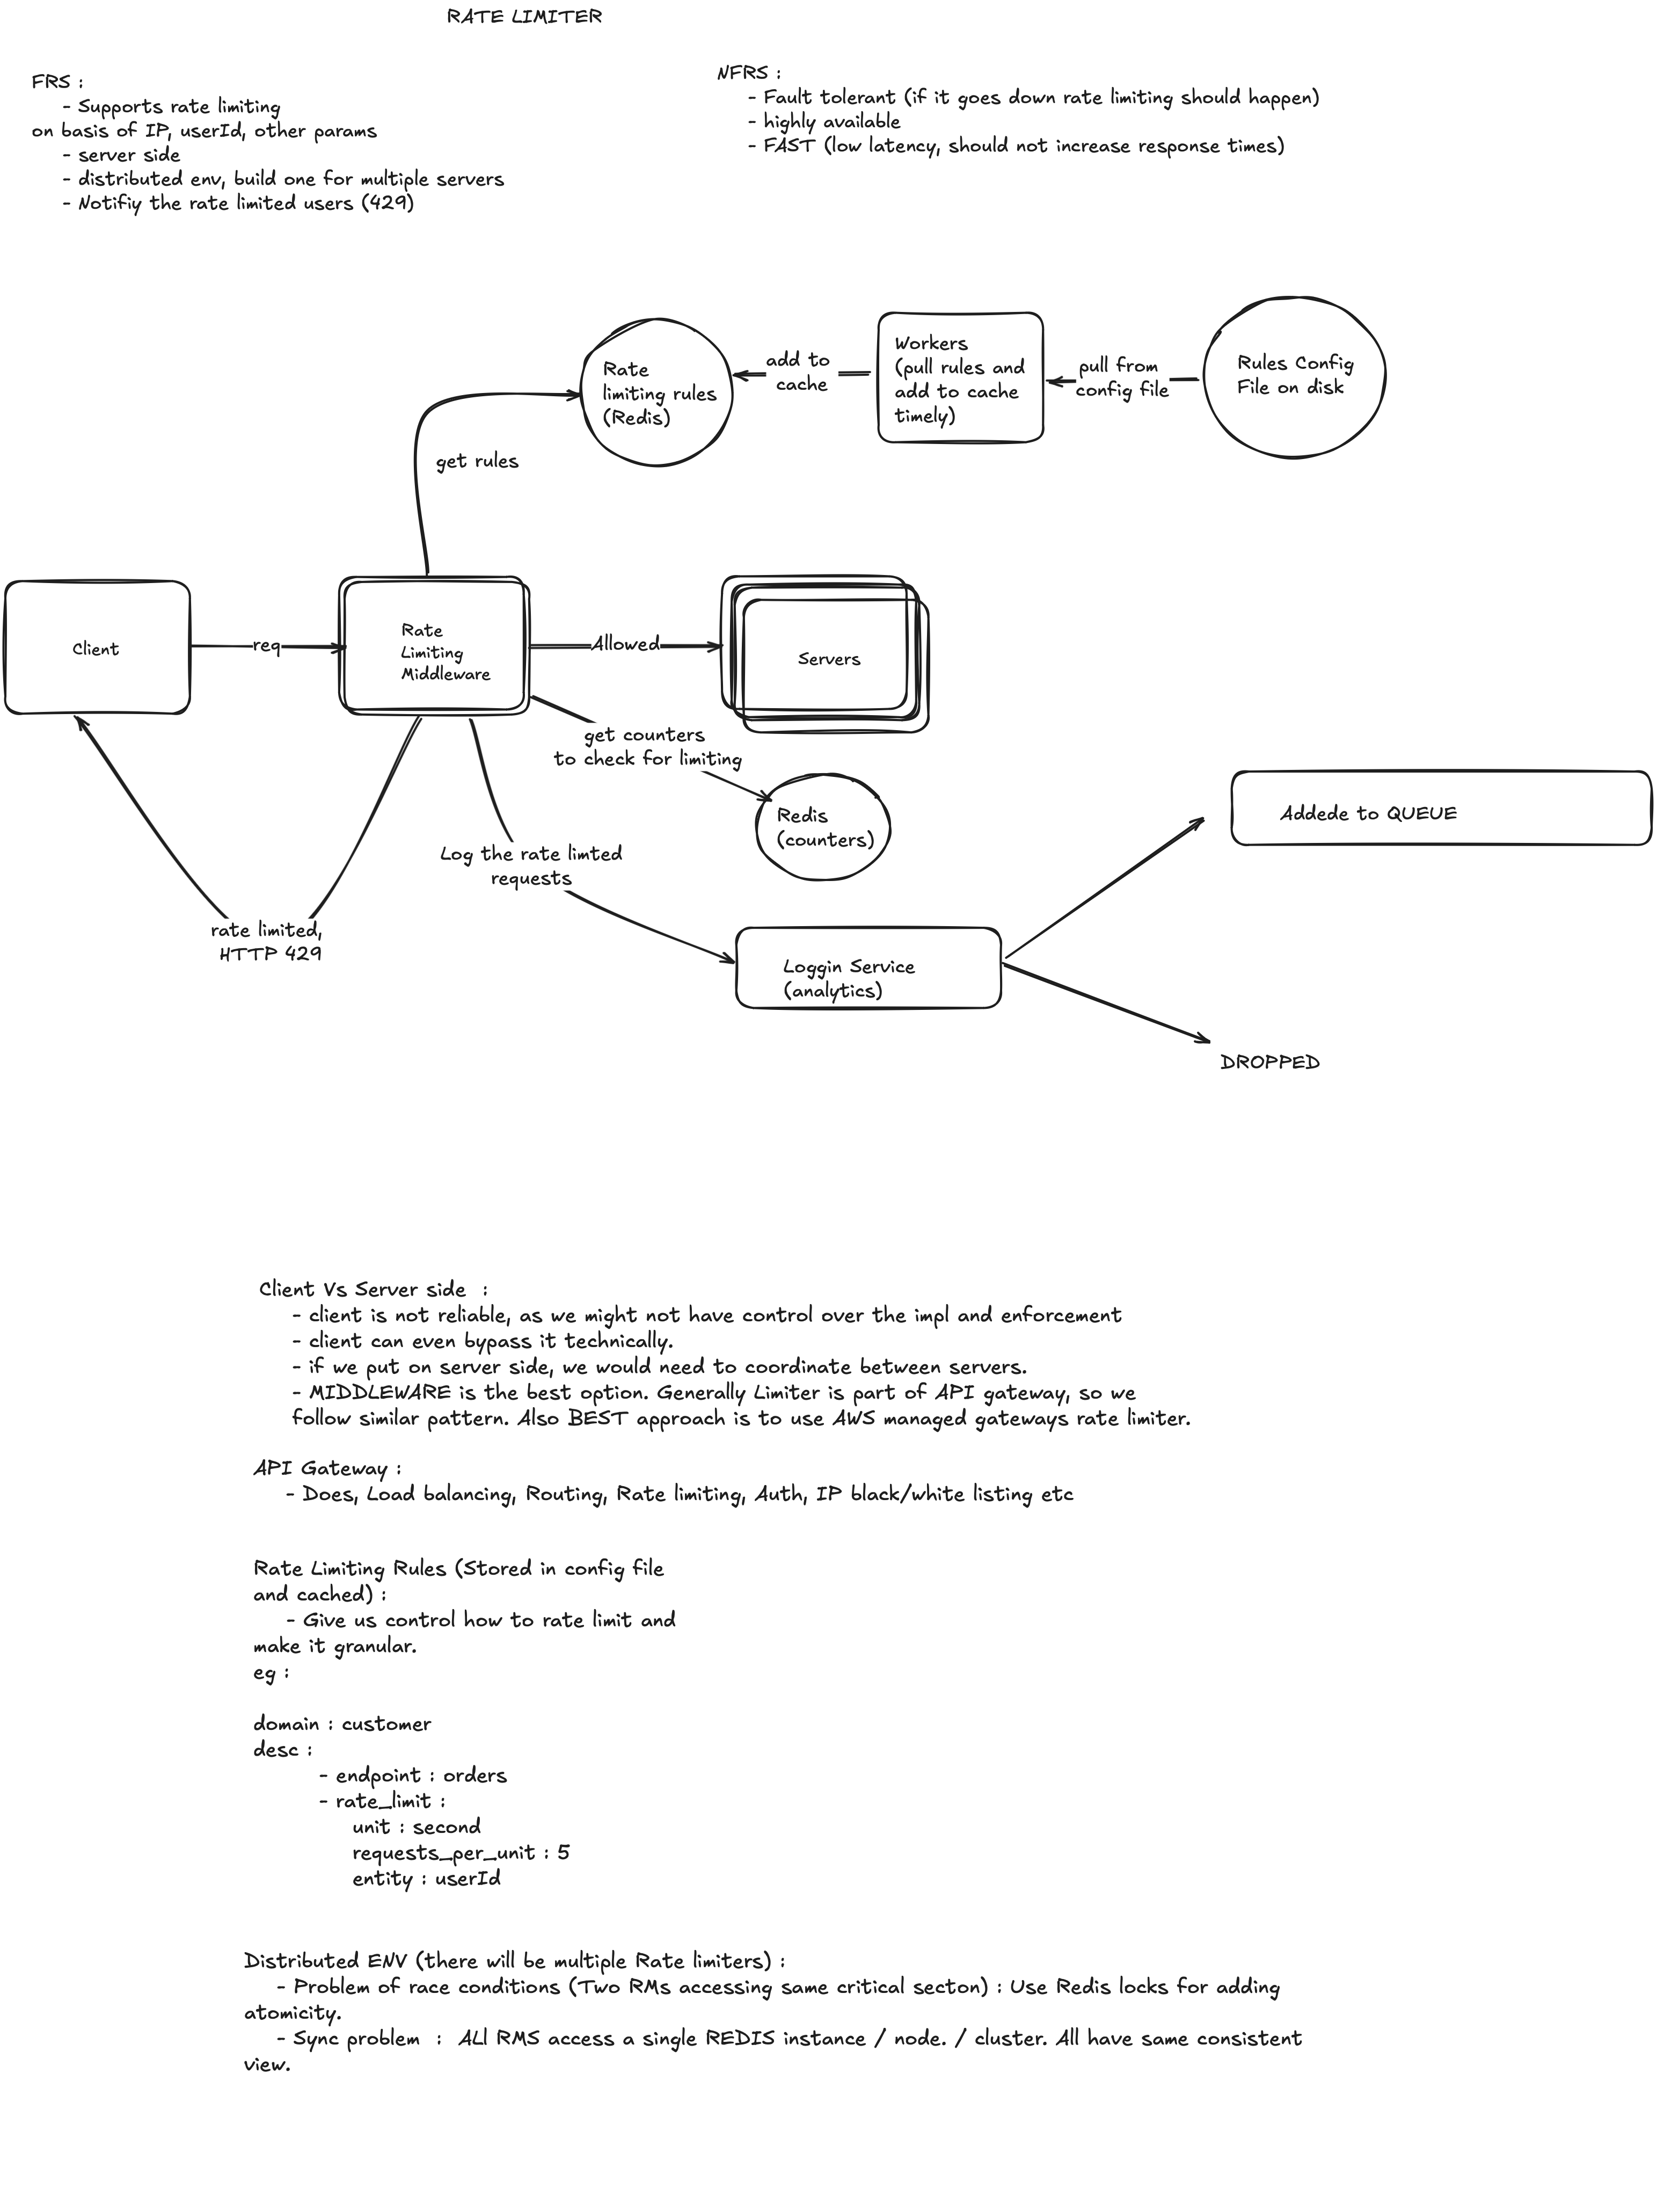 RATE LIMITER
FRS :
- Supports rate limiting
on basis of IP, userId, other params
- server side
- distributed env, build one for multiple servers
- Notifiy the rate limited users (429)
NFRS :
- Fault tolerant (if it goes down rate limiting should happen)
- highly available
- FAST (low latency, should not increase response times)
Rate
limiting rules
(Redis)
add to
cache
Workers
(pull rules and
add to cache
timely)
pull from
config file
Rules Config
File on disk
get rules
Client
req
Rate
Limiting
Middleware
Allowed
Servers
get counters
to check for limiting
Redis
(counters)
Addede to QUEUE
Log the rate limted
requests
rate limited,
HTTP 429
Loggin Service
(analytics)
DROPPED
Client Vs Server side :
- client is not reliable, as we might not have control over the impl and enforcement
- client can even bypass it technically.
- if we put on server side, we would need to coordinate between servers.
- MIDDLEWARE is the best option. Generally Limiter is part of API gateway, so we
follow similar pattern. Also BEST approach is to use AWS managed gateways rate limiter.
API Gateway :
- Does, Load balancing, Routing, Rate limiting, Auth, IP black/white listing etc
Rate Limiting Rules (Stored in config file
and cached) :
- Give us control how to rate limit and
make it granular.
eg :
domain : customer
desc :
- endpoint : orders
- rate_limit :
unit : second
requests_per_unit : 5
entity : userId
Distributed ENV (there will be multiple Rate limiters) :
- Problem of race conditions (Two RMs accessing same critical secton) : Use Redis locks for adding
atomicity.
- Sync problem : ALl RMS access a single REDIS instance / node. / cluster. All have same consistent
view.